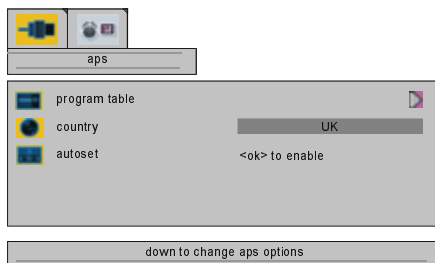 aps
program table
country UK
autoset <ok> to enable
down to change aps options